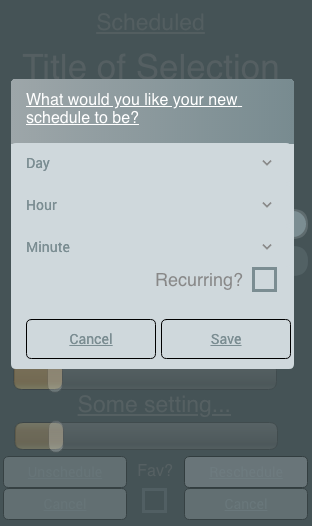 Scheduled
Title of Selection
What would you like your new
schedule to be?
Day
Hour
Minute
Recurring?
Cancel
Save
Some setting...
Fav?
Cancel
Cancel